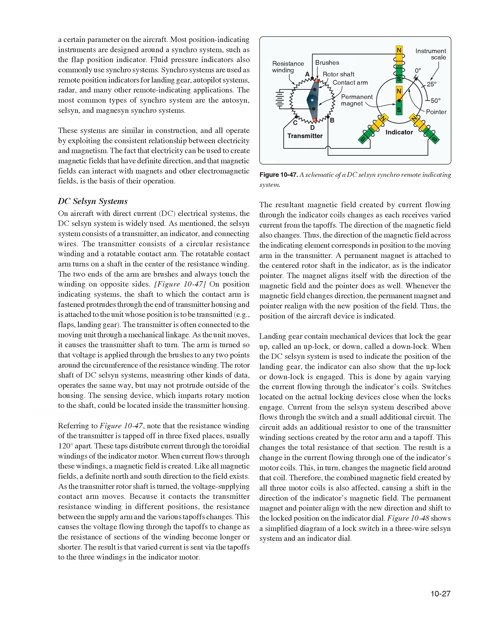 a certain parameter on the aircraft. Most position-indicating
instruments are designed around a synchro system, such as
the flap position indicator. Fluid pressure indicators also
commonly use synchro systems. Synchro systems are used as
remote position indicators for landing gear, autopilot systems,
radar, and many other remote-indicating applications. The
most common types of synchro system are the autosyn,
selsyn, and magnesyn synchro systems.
These systems are similar in construction, and all operate
by exploiting the consistent relationship between electricity
and magnetism. The fact that electricity can be used to create
magnetic fields that have definite direction, and that magnetic
fields can interact with magnets and other electromagnetic
fields, is the basis of their operation.
DC Selsyn Systems
On aircraft with direct current (DC) electrical systems, the
DC selsyn system is widely used. As mentioned, the selsyn
system consists of a transmitter, an indicator, and connecting
wires. The transmitter consists of a circular resistance
winding and a rotatable contact arm. The rotatable contact
arm turns on a shaft in the center of the resistance winding.
The two ends of the arm are brushes and always touch the
winding on opposite sides. [Figure 10-47] On position
indicating systems, the shaft to which the contact arm is
fastened protrudes through the end of transmitter housing and
is attached to the unit whose position is to be transmitted (e.g.,
flaps, landing gear). The transmitter is often connected to the
moving unit through a mechanical linkage. As the unit moves,
it causes the transmitter shaft to turn. The arm is turned so
that voltage is applied through the brushes to any two points
around the circumference of the resistance winding. The rotor
shaft of DC selsyn systems, measuring other kinds of data,
operates the same way, but may not protrude outside of the
housing. The sensing device, which imparts rotary motion
to the shaft, could be located inside the transmitter housing.
Referring to Figure 10-47, note that the resistance winding
of the transmitter is tapped off in three fixed places, usually
120° apart. These taps distribute current through the toroidial
windings of the indicator motor. When current flows through
these windings, a magnetic field is created. Like all magnetic
fields, a definite north and south direction to the field exists.
As the transmitter rotor shaft is turned, the voltage-supplying
contact arm moves. Because it contacts the transmitter
resistance winding in different positions, the resistance
between the supply arm and the various tapoffs changes. This
causes the voltage flowing through the tapoffs to change as
the resistance of sections of the winding become longer or
shorter. The result is that varied current is sent via the tapoffs
to the three windings in the indicator motor.
Resistance
winding
Brushes
Rotor shaft
Contact arm
Permanent
magnet
A
B
C
D
Transmitter
N
S
N
S
Instrument
scale
0°
25°
50°
Pointer
Indicator
Figure 10-47. A schematic of a DC selsyn synchro remote indicating
system.
The resultant magnetic field created by current flowing
through the indicator coils changes as each receives varied
current from the tapoffs. The direction of the magnetic field
also changes. Thus, the direction of the magnetic field across
the indicating element corresponds in position to the moving
arm in the transmitter. A permanent magnet is attached to
the centered rotor shaft in the indicator, as is the indicator
pointer. The magnet aligns itself with the direction of the
magnetic field and the pointer does as well. Whenever the
magnetic field changes direction, the permanent magnet and
pointer realign with the new position of the field. Thus, the
position of the aircraft device is indicated.
Landing gear contain mechanical devices that lock the gear
up, called an up-lock, or down, called a down-lock. When
the DC selsyn system is used to indicate the position of the
landing gear, the indicator can also show that the up-lock
or down-lock is engaged. This is done by again varying
the current flowing through the indicator's coils. Switches
located on the actual locking devices close when the locks
engage. Current from the selsyn system described above
flows through the switch and a small additional circuit. The
circuit adds an additional resistor to one of the transmitter
winding sections created by the rotor arm and a tapoff. This
changes the total resistance of that section. The result is a
change in the current flowing through one of the indicator's
motor coils. This, in turn, changes the magnetic field around
that coil. Therefore, the combined magnetic field created by
all three motor coils is also affected, causing a shift in the
direction of the indicator's magnetic field. The permanent
magnet and pointer align with the new direction and shift to
the locked position on the indicator dial. Figure 10-48 shows
a simplified diagram of a lock switch in a three-wire selsyn
system and an indicator dial.
10-27